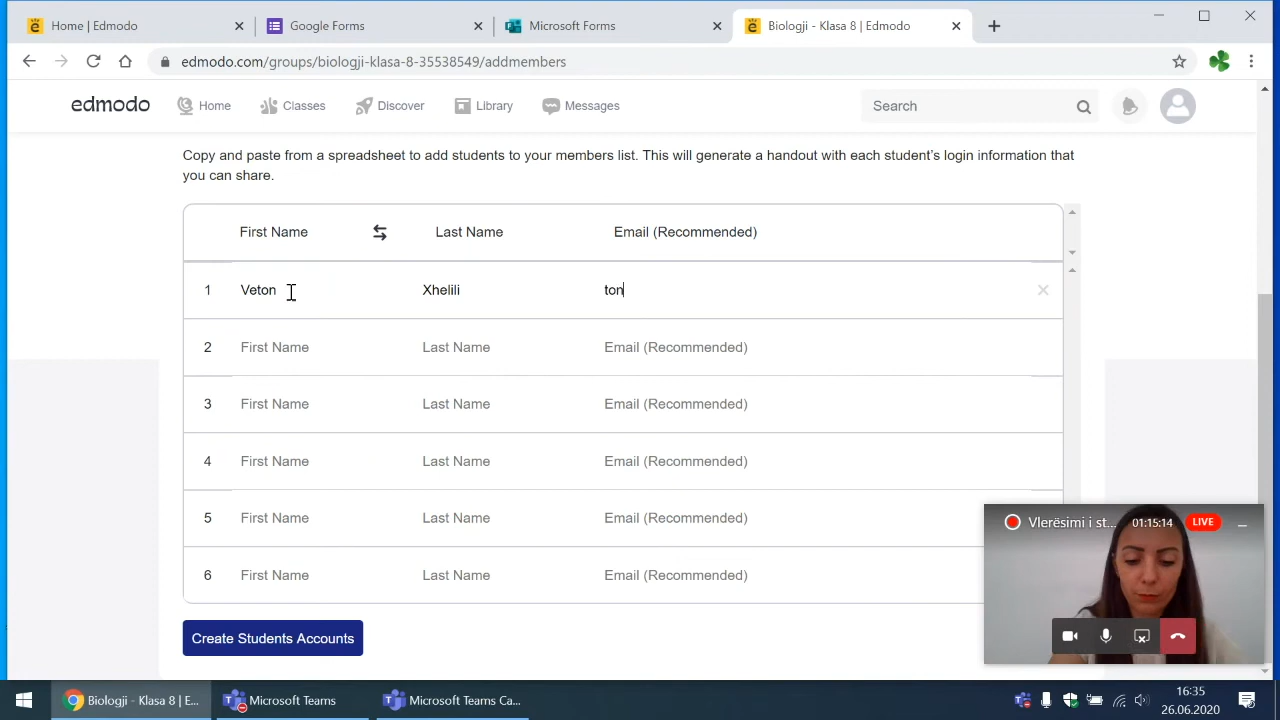 Home | Edmodo
Google Forms
Microsoft Forms
Biologji - Klasa 8 | Edmodo
edmodo.com/groups/biologji-klasa-8-35538549/addmembers
edmodo
Home
Classes
Discover
Library
Messages
Search
Copy and paste from a spreadsheet to add students to your members list. This will generate a handout with each student's login information that
you can share.
First Name Last Name Email (Recommended)
1 Veton Xhelili ton
2 First Name Last Name Email (Recommended)
3 First Name Last Name Email (Recommended)
4 First Name Last Name Email (Recommended)
5 First Name Last Name Email (Recommended)
6 First Name Last Name Email (Recommended)
Vlerësimi i st... 01:15:14 LIVE
Create Students Accounts
Biologji - Klasa 8 | E...
Microsoft Teams
Microsoft Teams Ca...
16:35
26.06.2020